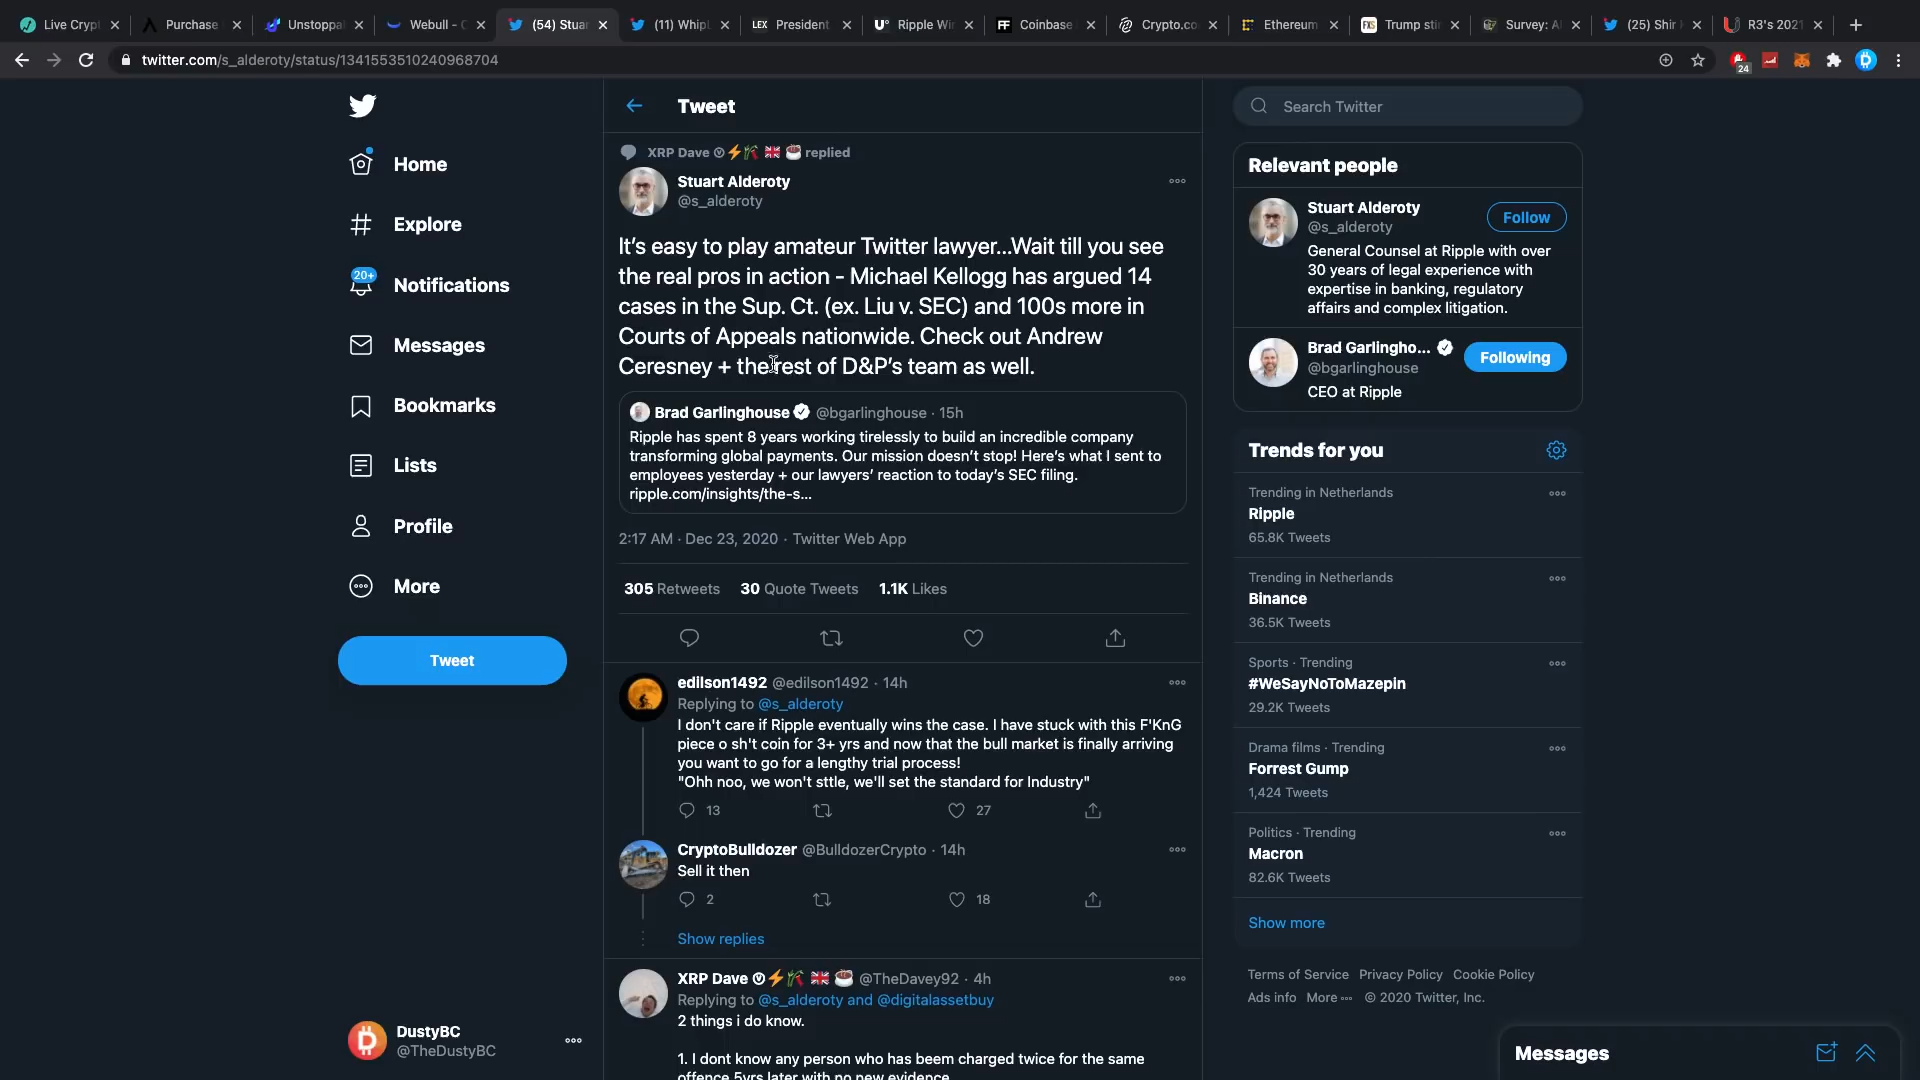 Live Crypt
Purchase
Unstoppa
Webull - C
(54) Stuar
(11) WhipL
LEX President
Ripple Wi
FF Coinbase
Crypto.co
Ethereum
FXS Trump sti
Survey: A
(25) Shir
R3's 2021
twitter.com/s_alderoty/status/1341553510240968704
24
Home
Explore
20+
Notifications
Messages
Bookmarks
Lists
Profile
More
Tweet
DustyBC
@TheDustyBC
Tweet
XRP Dave replied
Stuart Alderoty
@s_alderoty
It's easy to play amateur Twitter lawyer...Wait till you see
the real pros in action - Michael Kellogg has argued 14
cases in the Sup. Ct. (ex. Liu v. SEC) and 100s more in
Courts of Appeals nationwide. Check out Andrew
Ceresney + the rest of D&P's team as well.
Brad Garlinghouse @bgarlinghouse · 15h
Ripple has spent 8 years working tirelessly to build an incredible company
transforming global payments. Our mission doesn't stop! Here's what I sent to
employees yesterday + our lawyers' reaction to today's SEC filing.
ripple.com/insights/the-s...
2:17 AM · Dec 23, 2020 · Twitter Web App
305 Retweets 30 Quote Tweets 1.1K Likes
edilson1492 @edilson1492 · 14h
Replying to @s_alderoty
I don't care if Ripple eventually wins the case. I have stuck with this F'KnG
piece o sh't coin for 3+ yrs and now that the bull market is finally arriving
you want to go for a lengthy trial process!
"Ohh noo, we won't sttle, we'll set the standard for Industry"
13 27
CryptoBulldozer @BulldozerCrypto · 14h
Sell it then
2 18
Show replies
XRP Dave @TheDavey92 · 4h
Replying to @s_alderoty and @digitalassetbuy
2 things i do know.
1. I dont know any person who has beem charged twice for the same
offence 5yrs later with no new evidence
Search Twitter
Relevant people
Stuart Alderoty
@s_alderoty
Follow
General Counsel at Ripple with over
30 years of legal experience with
expertise in banking, regulatory
affairs and complex litigation.
Brad Garlingho...
@bgarlinghouse
Following
CEO at Ripple
Trends for you
Trending in Netherlands
Ripple
65.8K Tweets
Trending in Netherlands
Binance
36.5K Tweets
Sports · Trending
#WeSayNoToMazepin
29.2K Tweets
Drama films · Trending
Forrest Gump
1,424 Tweets
Politics · Trending
Macron
82.6K Tweets
Show more
Terms of Service Privacy Policy Cookie Policy
Ads info More © 2020 Twitter, Inc.
Messages